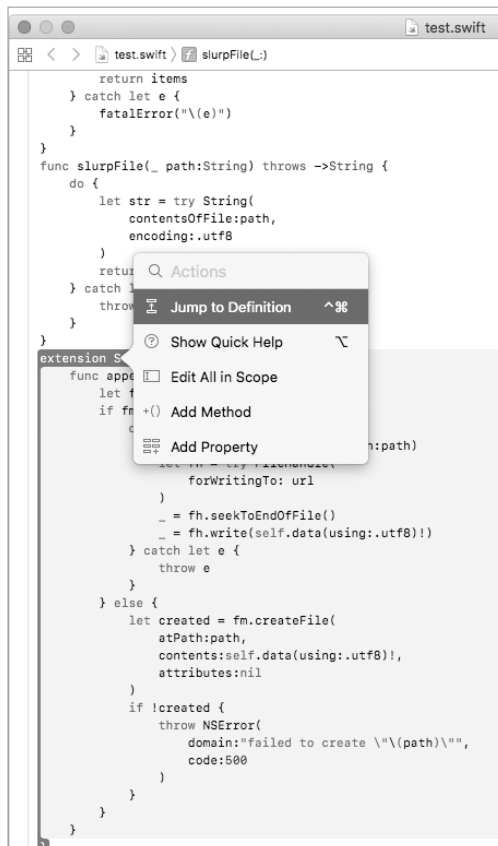 test.swift
test.swift 〉 f slurpFile(_:)
return items
} catch let e {
fatalError("\(e)")
}
}
func slurpFile(_ path:String) throws ->String {
do {
let str = try String(
contentsOfFile:path,
encoding:.utf8
)
retur
Actions
} catch l
Jump to Definition ^⌘
throw
}
Show Quick Help ⌥
}
extension S
func appe
Edit All in Scope
let f
if fm
+() Add Method
Add Property
n:path)
forWritingTo: url
)
_ = fh.seekToEndOfFile()
_ = fh.write(self.data(using:.utf8)!)
} catch let e {
throw e
}
} else {
let created = fm.createFile(
atPath:path,
contents:self.data(using:.utf8)!,
attributes:nil
)
if !created {
throw NSError(
domain:"failed to create \"\(path)\"",
code:500
)
}
}
}
}